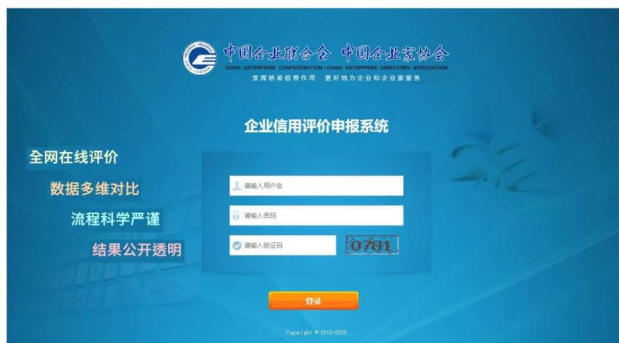 中国企业联合会 中国企业家协会
CHINA ENTERPRISE CONFEDERATION CHINA ENTERPRISE DIRECTORS ASSOCIATION
发挥桥梁纽带作用 更好地为企业和企业家服务
企业信用评价申报系统
全网在线评价
数据多维对比
流程科学严谨
结果公开透明
请输入用户名
请输入密码
请输入验证码
0781
登录
Copyright © 2010-2020